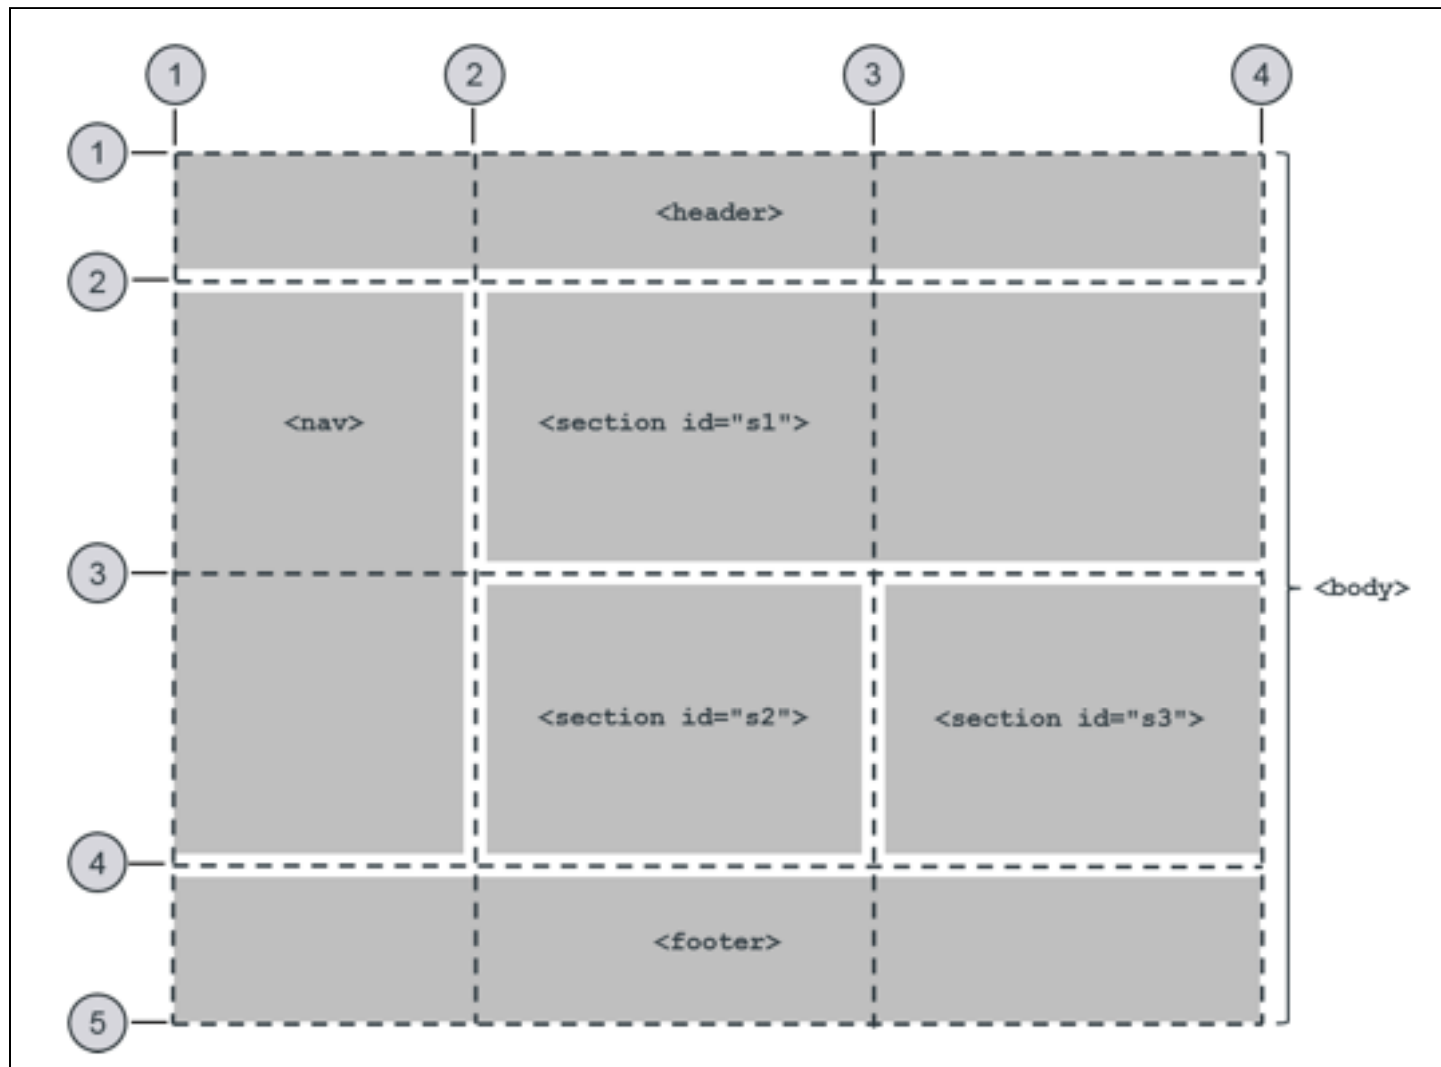 1 2 3 4
1
<header>
2
<nav> <section id="s1">
3
<body>
<section id="s2"> <section id="s3">
4
<footer>
5